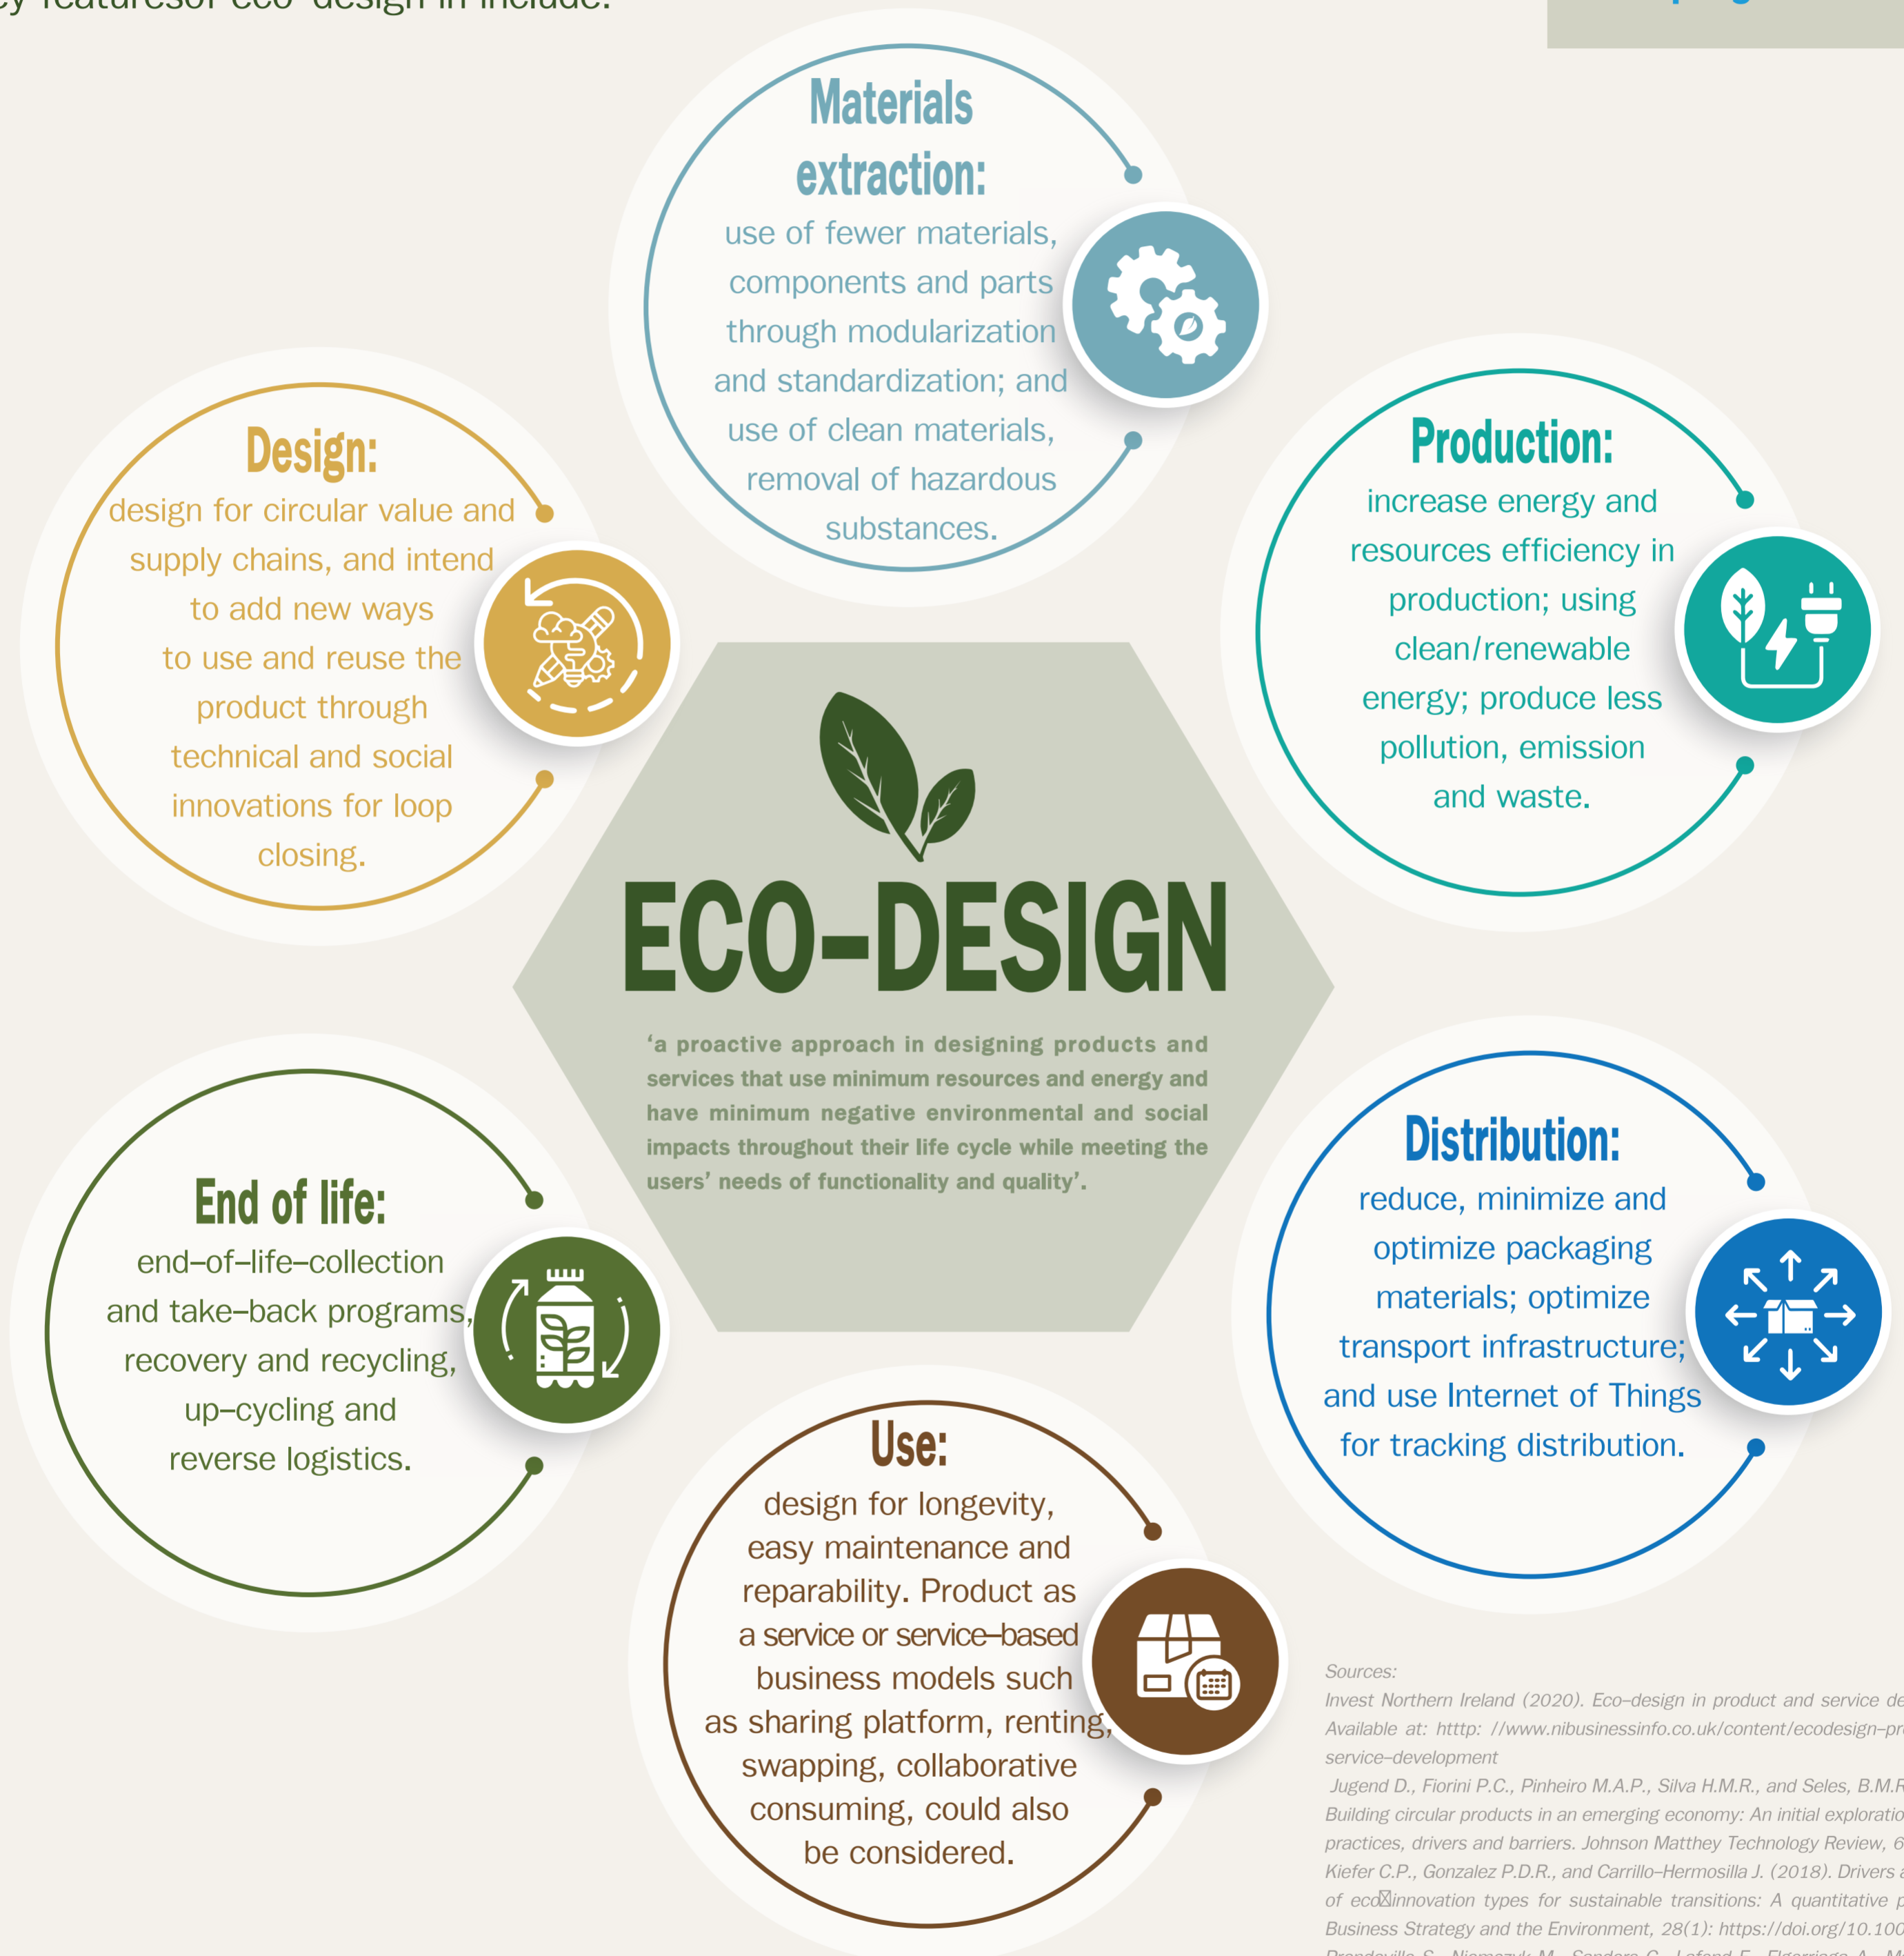 featuresof eco–design in include:
Materials
extraction:
use of fewer materials,
components and parts
through modularization
and standardization; and
use of clean materials,
removal of hazardous
substances.
Design:
design for circular value and
supply chains, and intend
to add new ways
to use and reuse the
product through
technical and social
innovations for loop
closing.
Production:
increase energy and
resources efficiency in
production; using
clean/renewable
energy; produce less
pollution, emission
and waste.
ECO–DESIGN
‘a proactive approach in designing products and
services that use minimum resources and energy and
have minimum negative environmental and social
impacts throughout their life cycle while meeting the
users’ needs of functionality and quality’.
End of life:
end–of–life–collection
and take–back programs,
recovery and recycling,
up–cycling and
reverse logistics.
Distribution:
reduce, minimize and
optimize packaging
materials; optimize
transport infrastructure;
and use Internet of Things
for tracking distribution.
Use:
design for longevity,
easy maintenance and
reparability. Product as
a service or service–based
business models such
as sharing platform, renting,
swapping, collaborative
consuming, could also
be considered.
Sources:
Invest Northern Ireland (2020). Eco–design in product and service de
Available at: htttp: //www.nibusinessinfo.co.uk/content/ecodesign–pr
service–development
Jugend D., Fiorini P.C., Pinheiro M.A.P., Silva H.M.R., and Seles, B.M.R
Building circular products in an emerging economy: An initial exploratio
practices, drivers and barriers. Johnson Matthey Technology Review, 6
Kiefer C.P., Gonzalez P.D.R., and Carrillo–Hermosilla J. (2018). Drivers a
of eco innovation types for sustainable transitions: A quantitative p
Business Strategy and the Environment, 28(1): https://doi.org/10.100